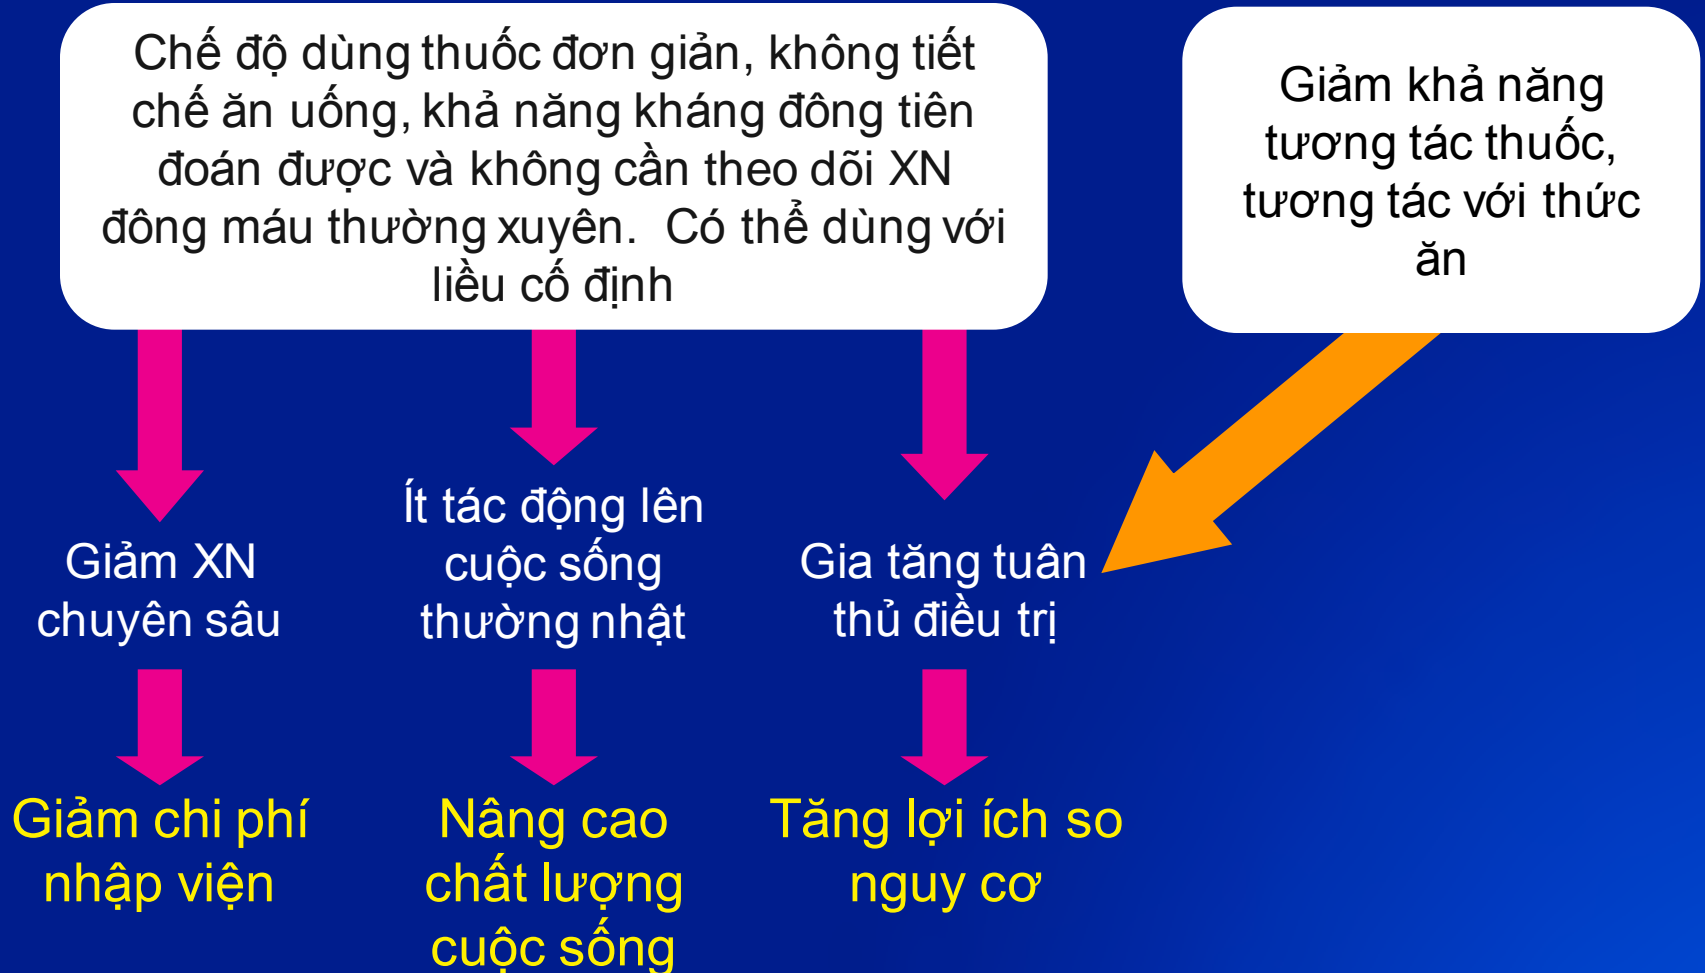 Chế độ dùng thuốc đơn giản, không tiết
chế ăn uống, khả năng kháng đông tiên
đoán được và không cần theo dõi XN
đông máu thường xuyên.  Có thể dùng với
liều cố định
Giảm khả năng
tương tác thuốc,
tương tác với thức
ăn
Giảm XN
chuyên sâu
Ít tác động lên
cuộc sống
thường nhật
Gia tăng tuân
thủ điều trị
Giảm chi phí
nhập viện
Nâng cao
chất lượng
cuộc sống
Tăng lợi ích so
nguy cơ